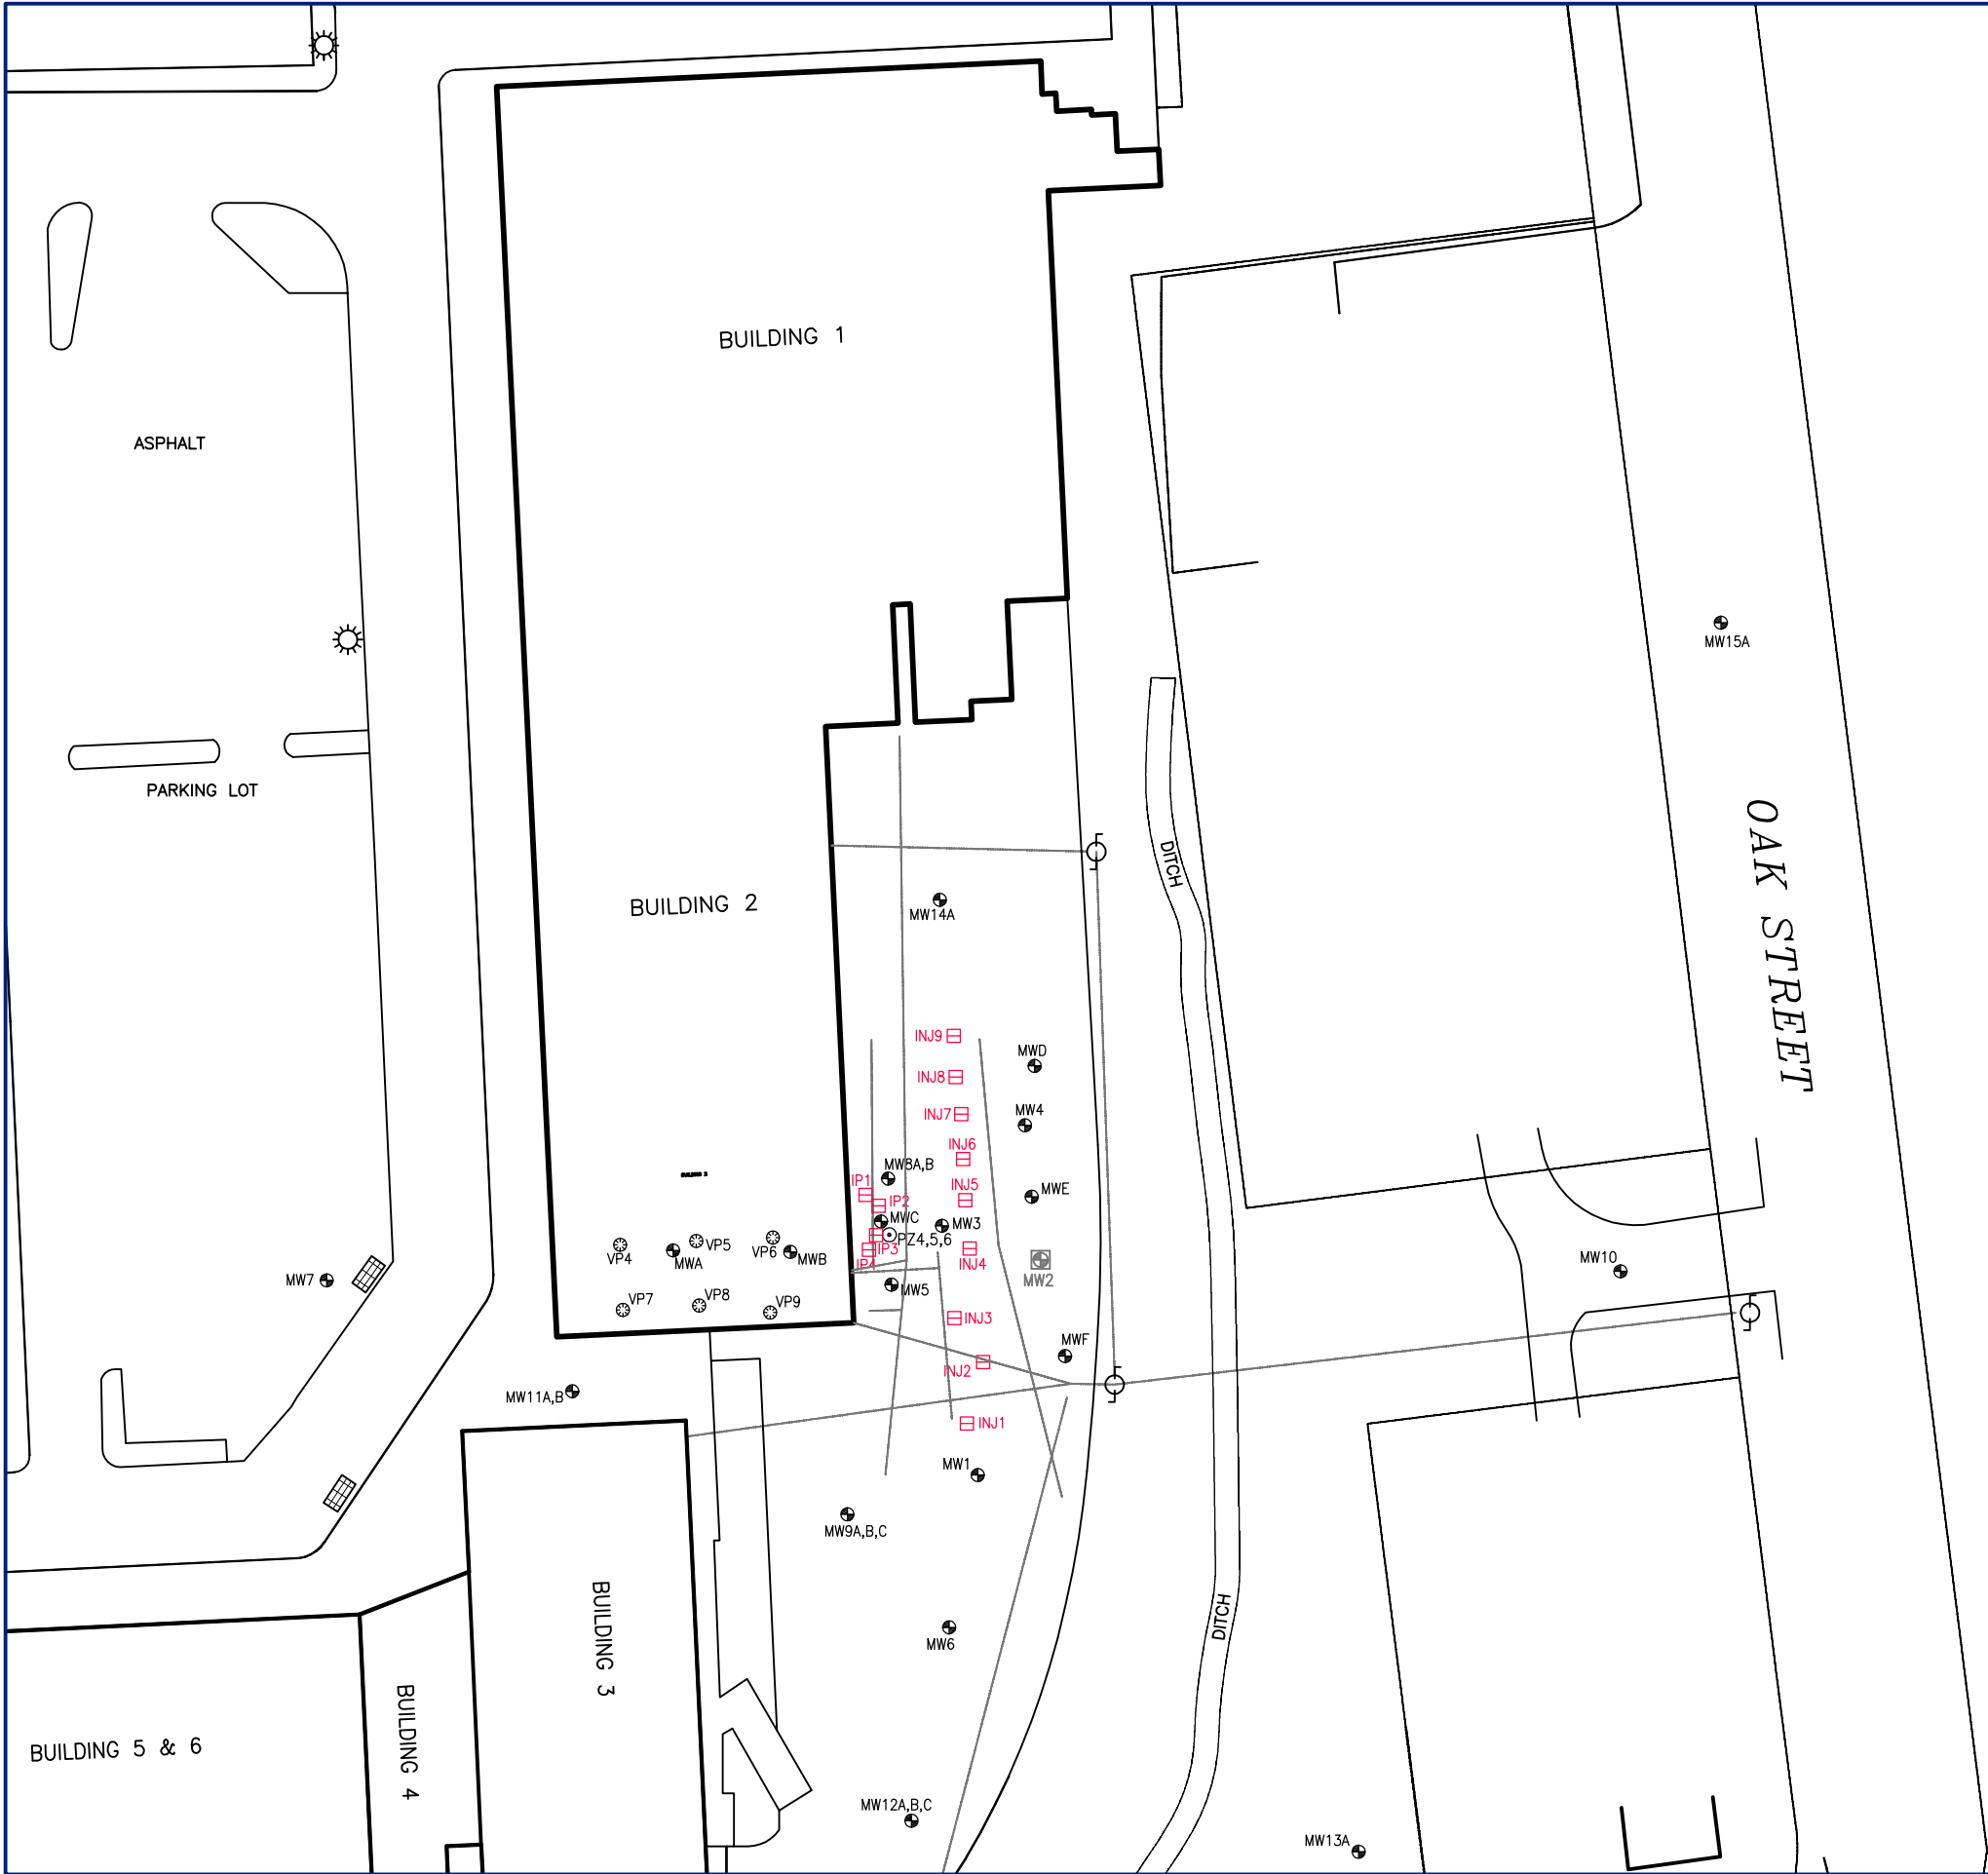 BUILDING 1
ASPHALT
MW15A
PARKING LOT
OAK STREET
DITCH
BUILDING 2
MW14A
INJ9
MWD
INJ8
INJ7
MW4
INJ6
MW8A,B
BUILDING 2
IP1
INJ5
MWE
IP2
MWC
MW3
PZ4,5,6
VP5
VP6
VP4
MWA
MWB
IP3
IP4
INJ4
MW10
MW7
MW2
MW5
VP7
VP8
VP9
INJ3
MWF
INJ2
MW11A,B
INJ1
MW1
MW9A,B,C
BUILDING 3
DITCH
MW6
BUILDING 4
BUILDING 5 & 6
MW12A,B,C
MW13A